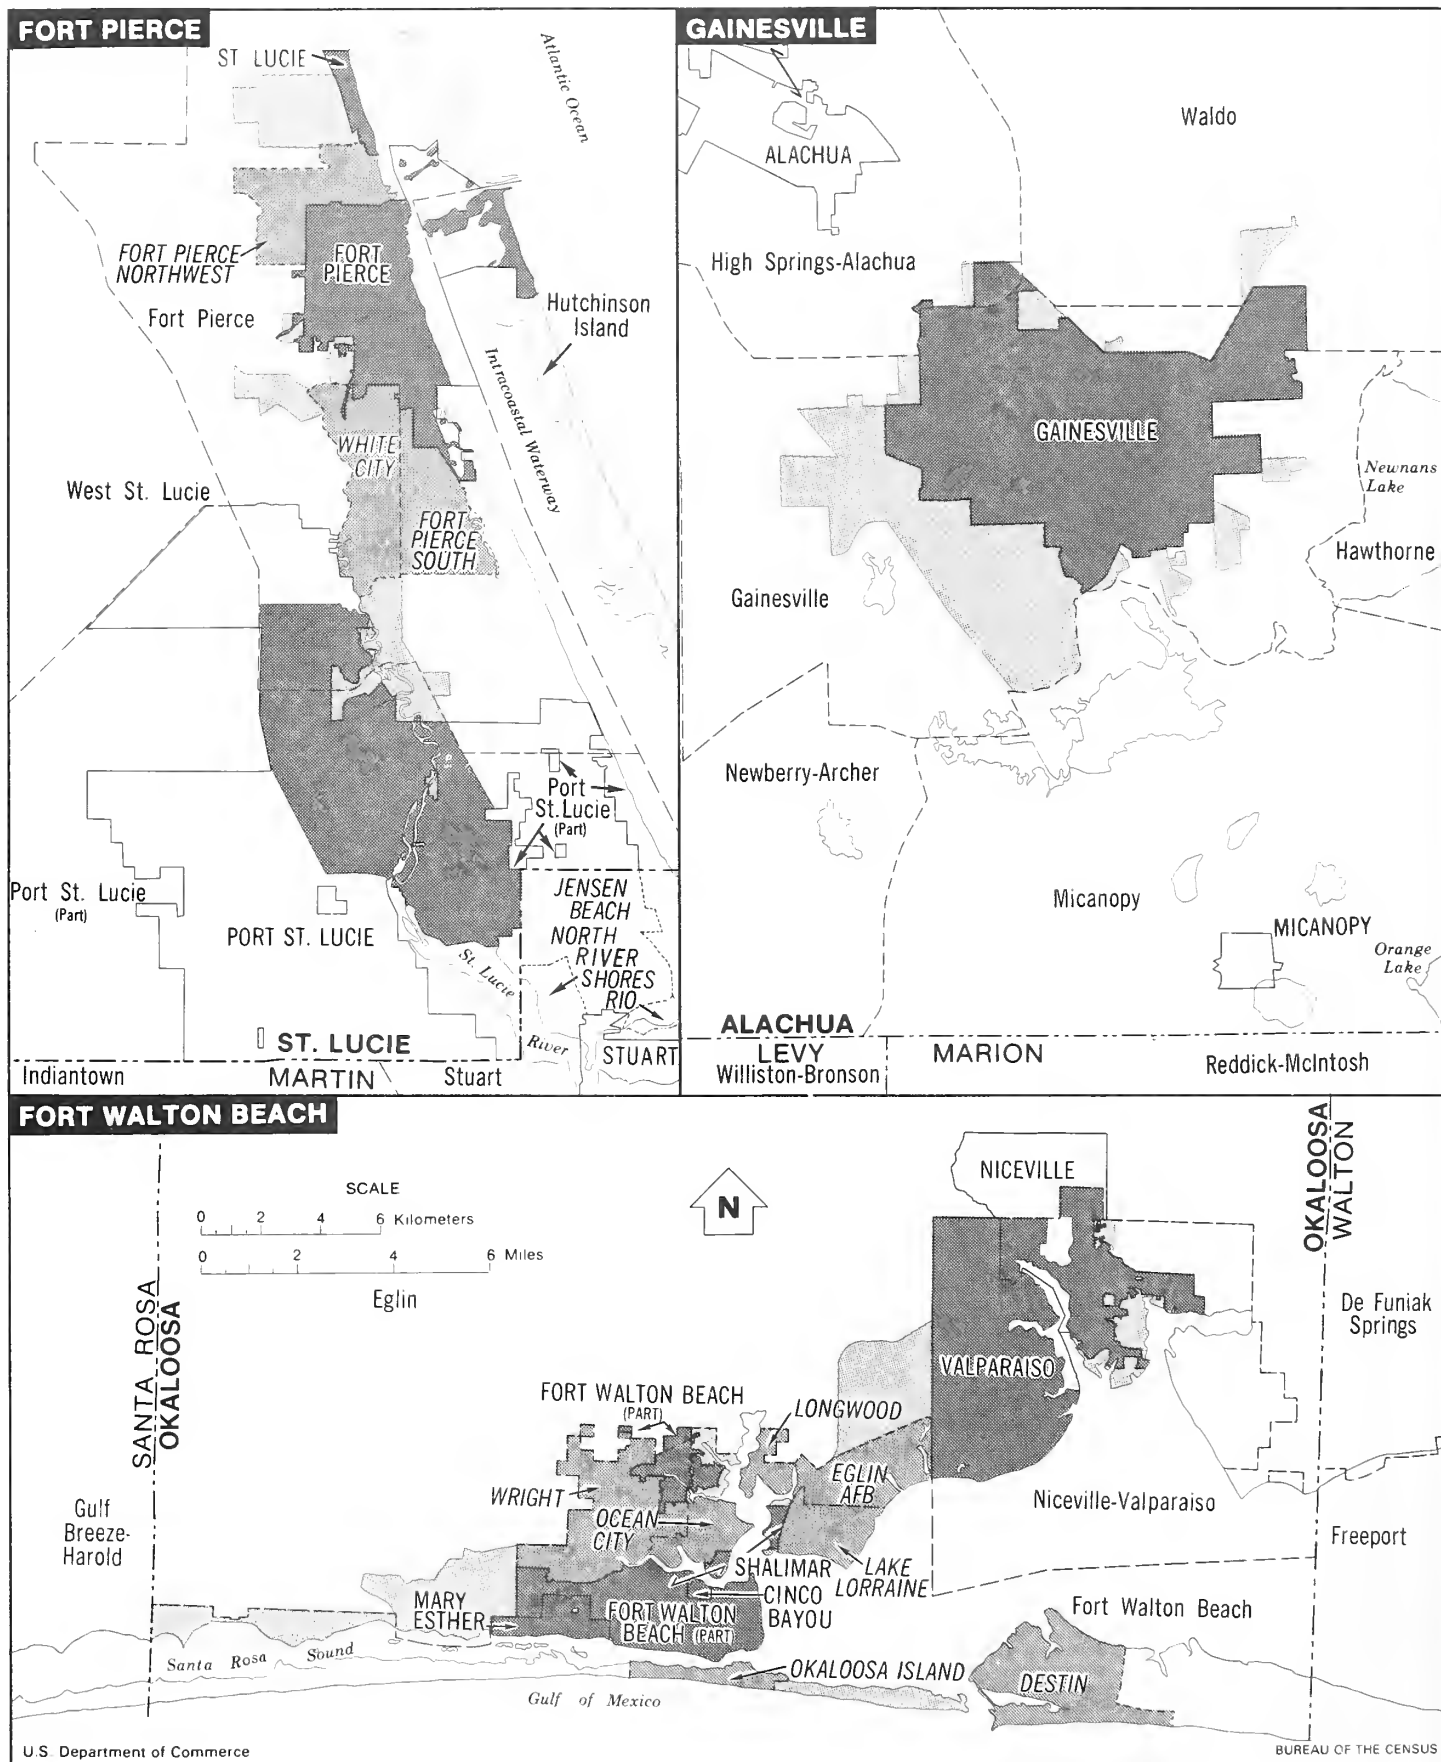 FORT PIERCE
ST LUCIE
Atlantic Ocean
FORT PIERCE
NORTHWEST
FORT
PIERCE
Fort Pierce
Hutchinson
Island
Intracoastal Waterway
WHITE
CITY
West St. Lucie
FORT
PIERCE
SOUTH
Port
St. Lucie
(Part)
Port St. Lucie
(Part)
PORT ST. LUCIE
JENSEN
BEACH
NORTH
RIVER
SHORES
RIO
St. Lucie
River
ST. LUCIE
STUART
Indiantown
MARTIN
Stuart
GAINESVILLE
Waldo
ALACHUA
High Springs-Alachua
GAINESVILLE
Newnans
Lake
Hawthorne
Gainesville
Newberry-Archer
Micanopy
MICANOPY
Orange
Lake
ALACHUA
LEVY
MARION
Williston-Bronson
Reddick-McIntosh
FORT WALTON BEACH
SCALE
0 2 4 6 Kilometers
0 2 4 6 Miles
N
Eglin
SANTA ROSA
OKALOOSA
NICEVILLE
OKALOOSA
WALTON
De Funiak
Springs
VALPARAISO
FORT WALTON BEACH
(PART)
LONGWOOD
EGLIN
AFB
WRIGHT
OCEAN
CITY
Niceville-Valparaiso
Gulf
Breeze-
Harold
Freeport
SHALIMAR
LAKE
LORRAINE
CINCO
BAYOU
MARY
ESTHER
FORT WALTON
BEACH (PART)
Fort Walton Beach
Santa Rosa Sound
OKALOOSA ISLAND
DESTIN
Gulf of Mexico
U.S. Department of Commerce
BUREAU OF THE CENSUS